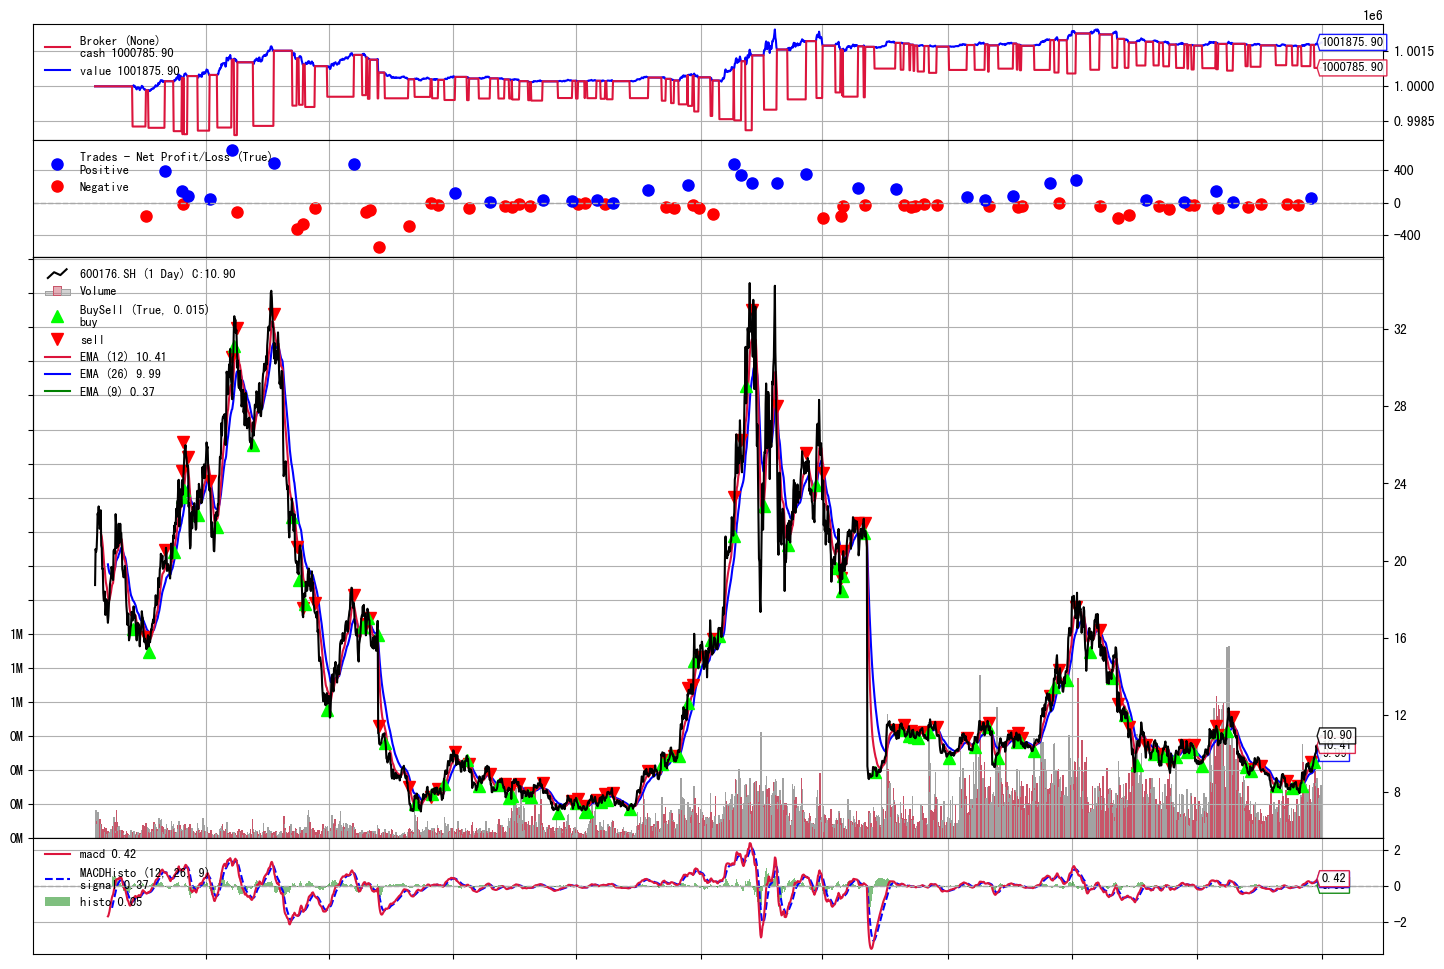 1e6
Broker (None)
cash 1000785.90
value 1001875.90
1001875.90
1000785.90
1.0015
1.0000
0.9985
Trades - Net Profit/Loss (True)
Positive
Negative
400
0
-400
600176.SH (1 Day) C:10.90
Volume
BuySell (True, 0.015)
buy
sell
EMA (12) 10.41
EMA (26) 9.99
EMA (9) 0.37
32
28
24
20
16
12
8
1M
1M
1M
0M
0M
0M
0M
10.90
10.41
9.99
macd 0.42
MACDHisto (12, 26, 9)
signal 0.37
histo 0.05
0.42
2
0
-2